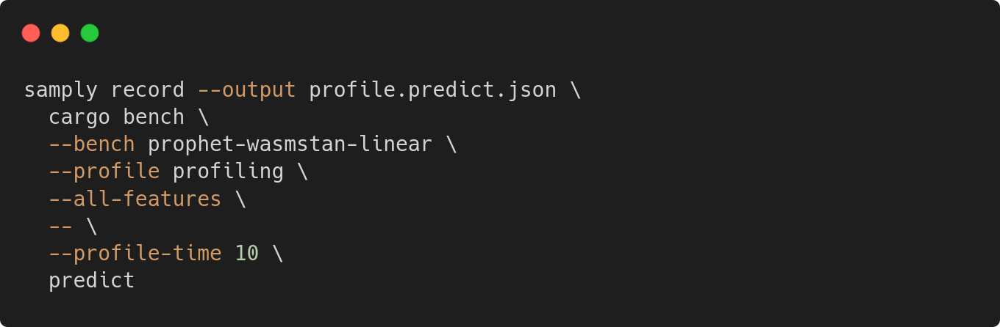 samply record --output profile.predict.json \
  cargo bench \
  --bench prophet-wasmstan-linear \
  --profile profiling \
  --all-features \
  -- \
  --profile-time 10 \
  predict